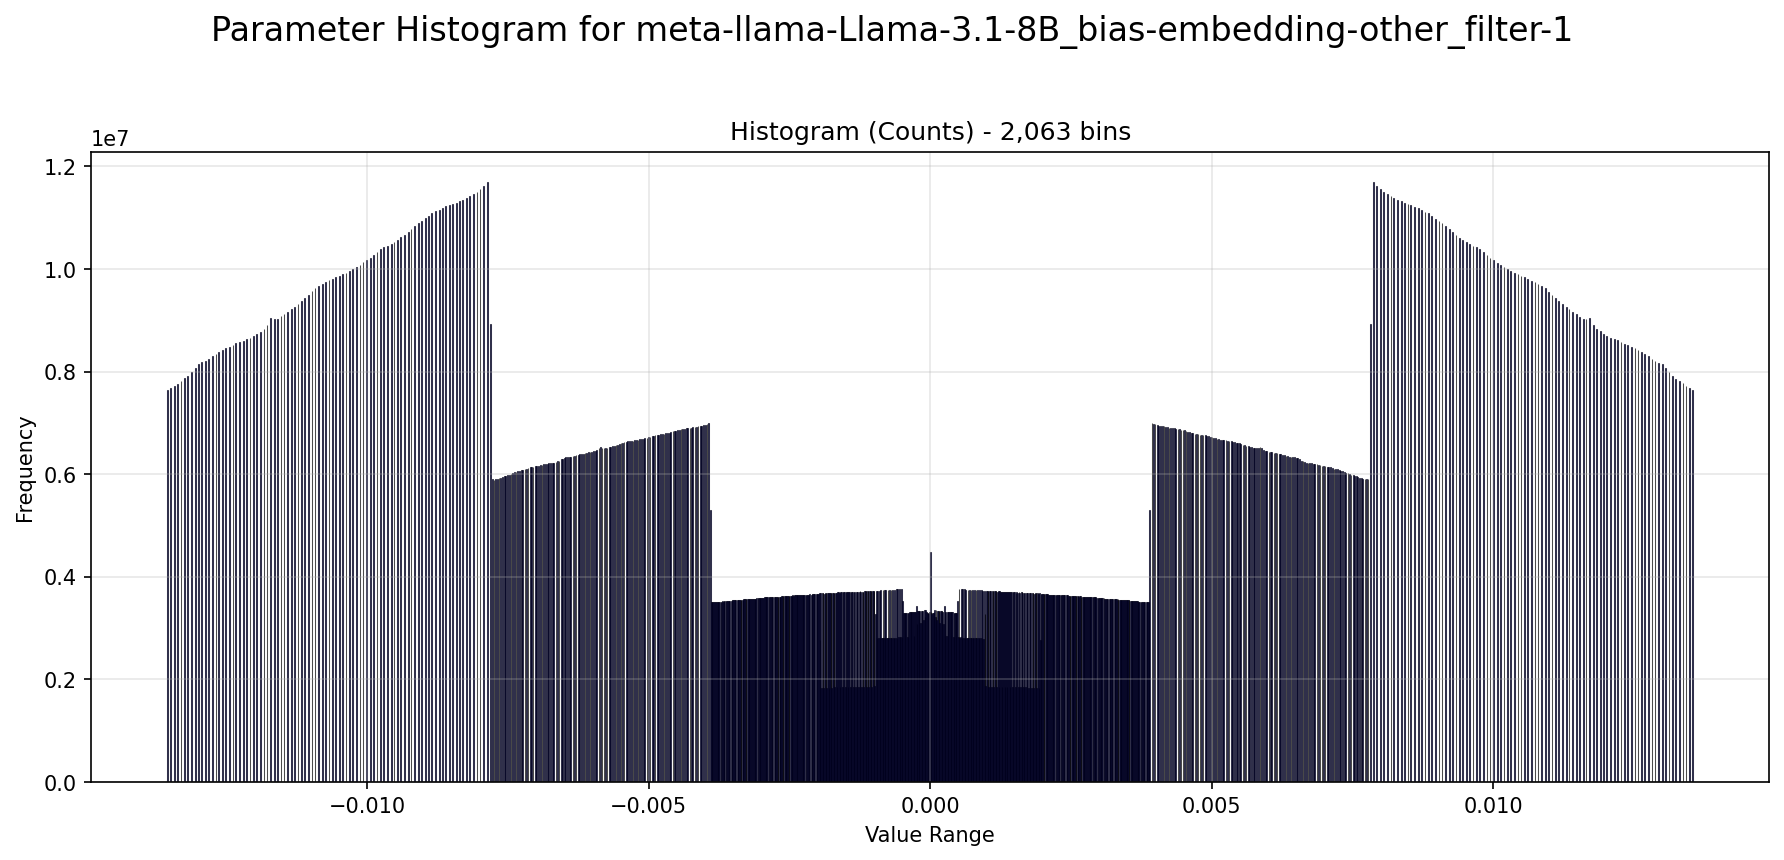 Parameter Histogram for meta-llama-Llama-3.1-8B_bias-embedding-other_filter-1
Histogram (Counts) - 2,063 bins
1e7
1.2
1.0
0.8
0.6
0.4
0.2
0.0
Frequency
−0.010
−0.005
0.000
0.005
0.010
Value Range